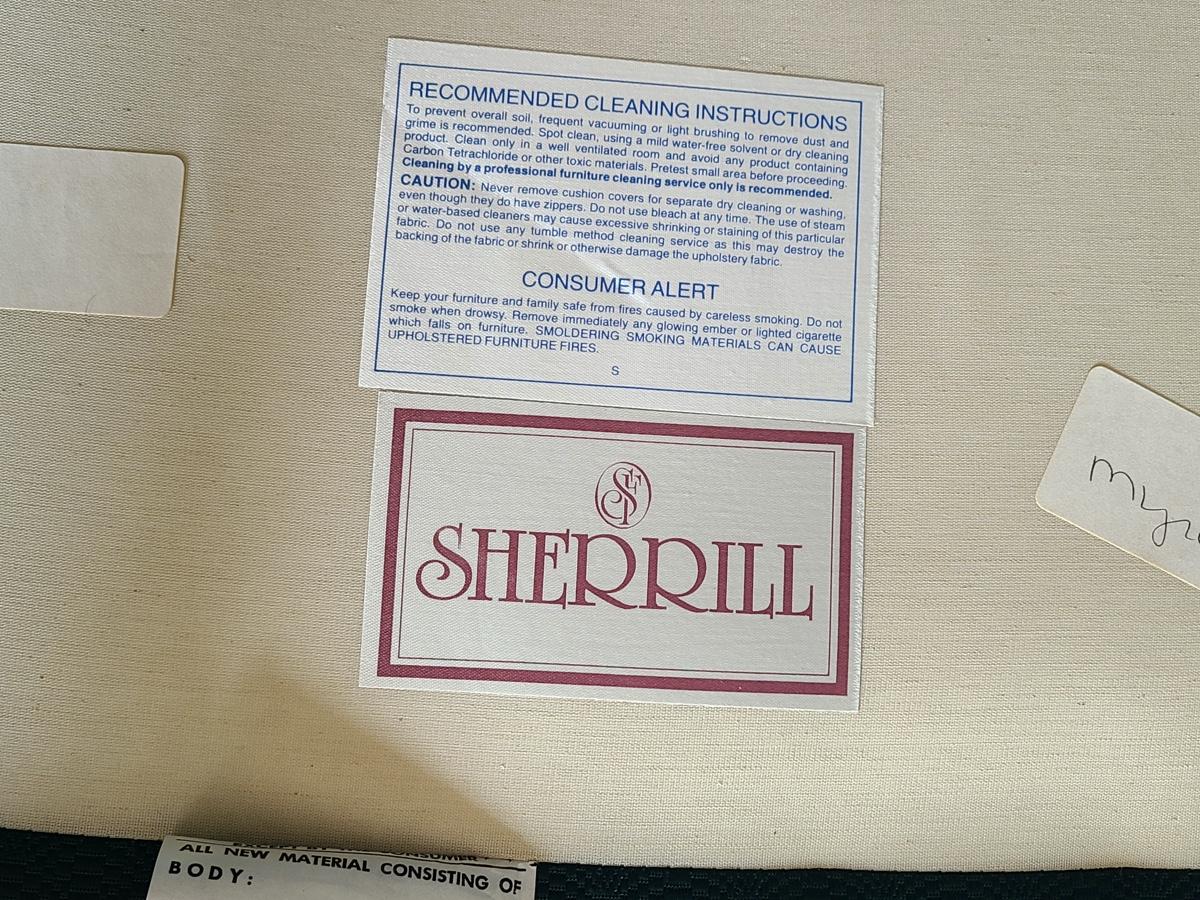 RECOMMENDED CLEANING INSTRUCTIONS
To prevent overall soil, frequent vacuuming or light brushing to remove dust and
grime is recommended. Spot clean, using a mild water-free solvent or dry cleaning
product. Clean only in a well ventilated room and avoid any product containing
Carbon Tetrachloride or other toxic materials. Pretest small area before proceeding.
Cleaning by a professional furniture cleaning service only is recommended.
CAUTION: Never remove cushion covers for separate dry cleaning or washing,
even though they do have zippers. Do not use bleach at any time. The use of steam
or water-based cleaners may cause excessive shrinking or staining of this particular
fabric. Do not use any tumble method cleaning service as this may destroy the
backing of the fabric or shrink or otherwise damage the upholstery fabric.
CONSUMER ALERT
Keep your furniture and family safe from fires caused by careless smoking. Do not
smoke when drowsy. Remove immediately any glowing ember or lighted cigarette
which falls on furniture. SMOLDERING SMOKING MATERIALS CAN CAUSE
UPHOLSTERED FURNITURE FIRES.
S
SHERRILL
CONSUMER
ALL NEW MATERIAL CONSISTING OF
BODY: